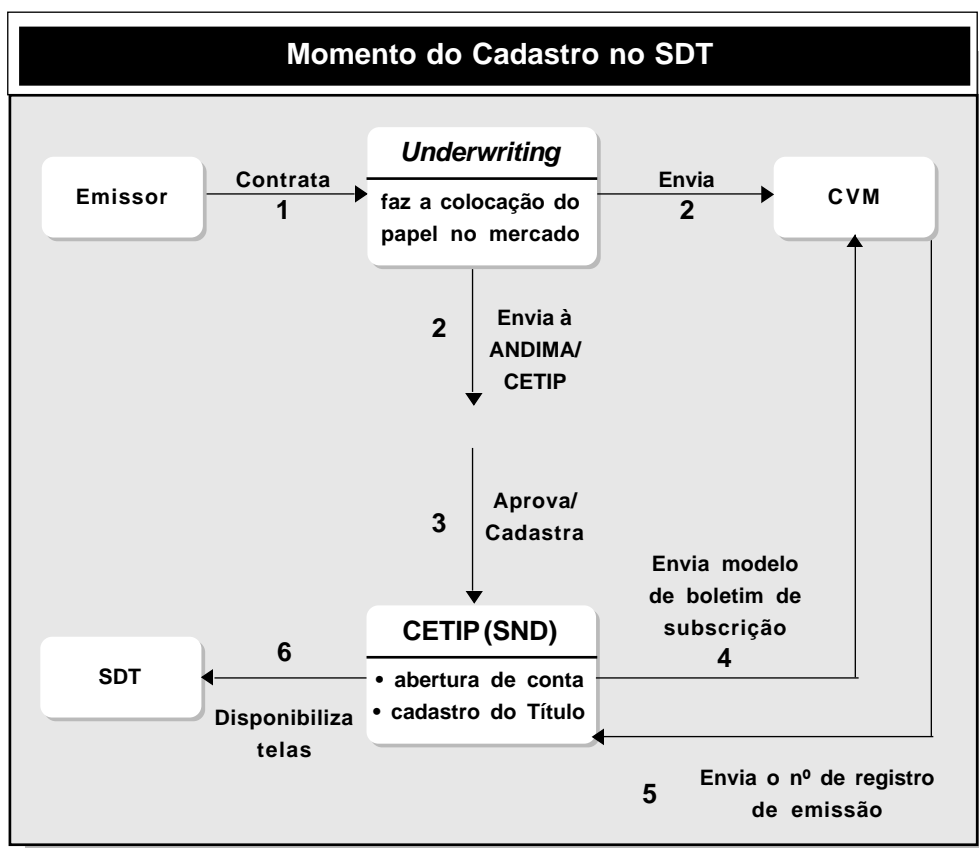 Momento do Cadastro no SDT
Underwriting
faz a colocação do
papel no mercado
Emissor
Contrata
1
Envia
2
CVM
2
Envia à
ANDIMA/
CETIP
3
Aprova/
Cadastra
Envia modelo
de boletim de
subscrição
4
CETIP (SND)
• abertura de conta
• cadastro do Título
6
SDT
Disponibiliza
telas
5
Envia o nº de registro
de emissão